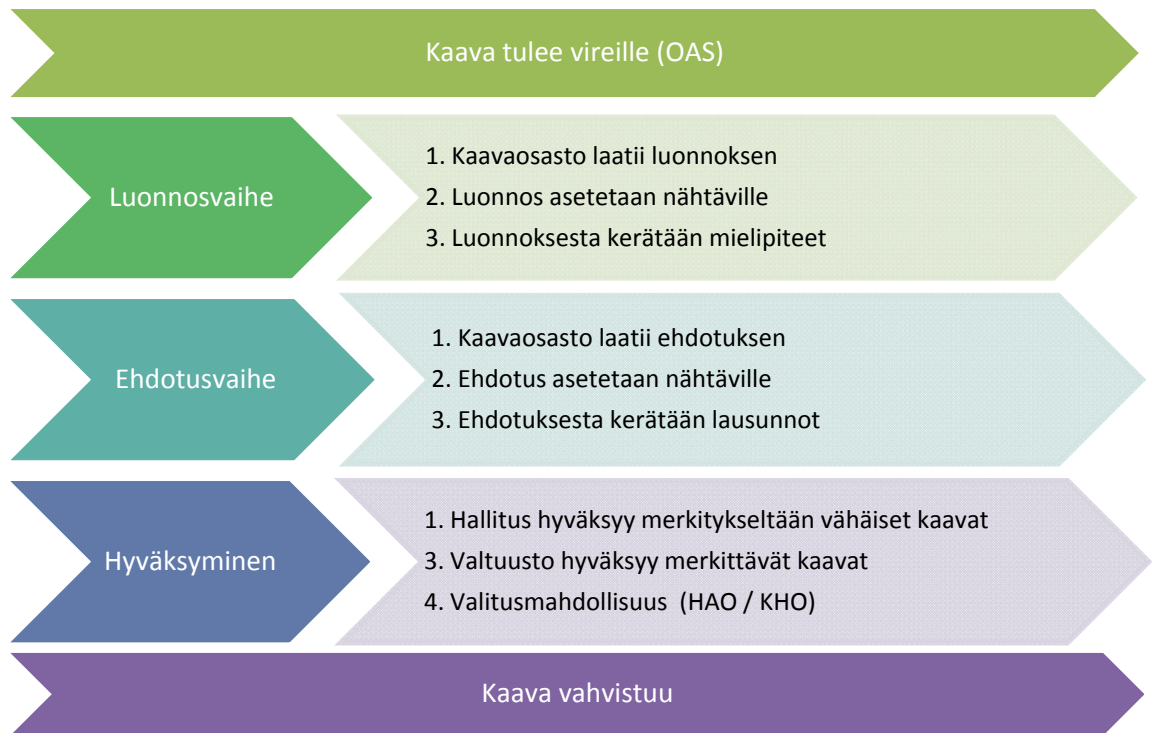 Kaava tulee vireille (OAS)
Luonnosvaihe
1. Kaavaosasto laatii luonnoksen
2. Luonnos asetetaan nähtäville
3. Luonnoksesta kerätään mielipiteet
Ehdotusvaihe
1. Kaavaosasto laatii ehdotuksen
2. Ehdotus asetetaan nähtäville
3. Ehdotuksesta kerätään lausunnot
Hyväksyminen
1. Hallitus hyväksyy merkitykseltään vähäiset kaavat
3. Valtuusto hyväksyy merkittävät kaavat
4. Valitusmahdollisuus (HAO / KHO)
Kaava vahvistuu